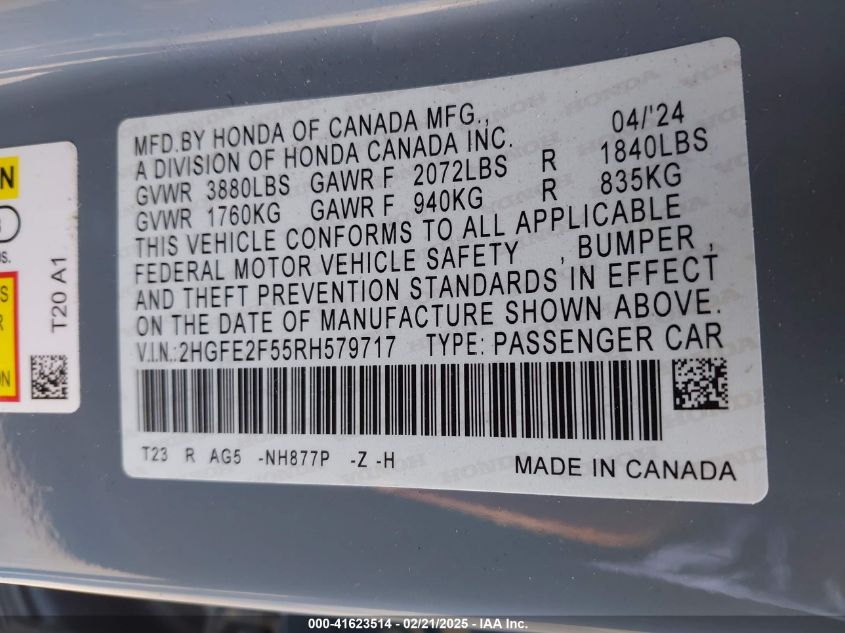 MFD.BY HONDA OF CANADA MFG., 04/'24
A DIVISION OF HONDA CANADA INC.
GVWR 3880LBS GAWR F 2072LBS R 1840LBS
GVWR 1760KG GAWR F 940KG R 835KG
THIS VEHICLE CONFORMS TO ALL APPLICABLE
FEDERAL MOTOR VEHICLE SAFETY , BUMPER ,
AND THEFT PREVENTION STANDARDS IN EFFECT
ON THE DATE OF MANUFACTURE SHOWN ABOVE.
V.I.N.:2HGFE2F55RH579717 TYPE: PASSENGER CAR
T23 R AG5 -NH877P -Z -H
MADE IN CANADA
T20 A1
000-41623514 - 02/21/2025 - IAA Inc.